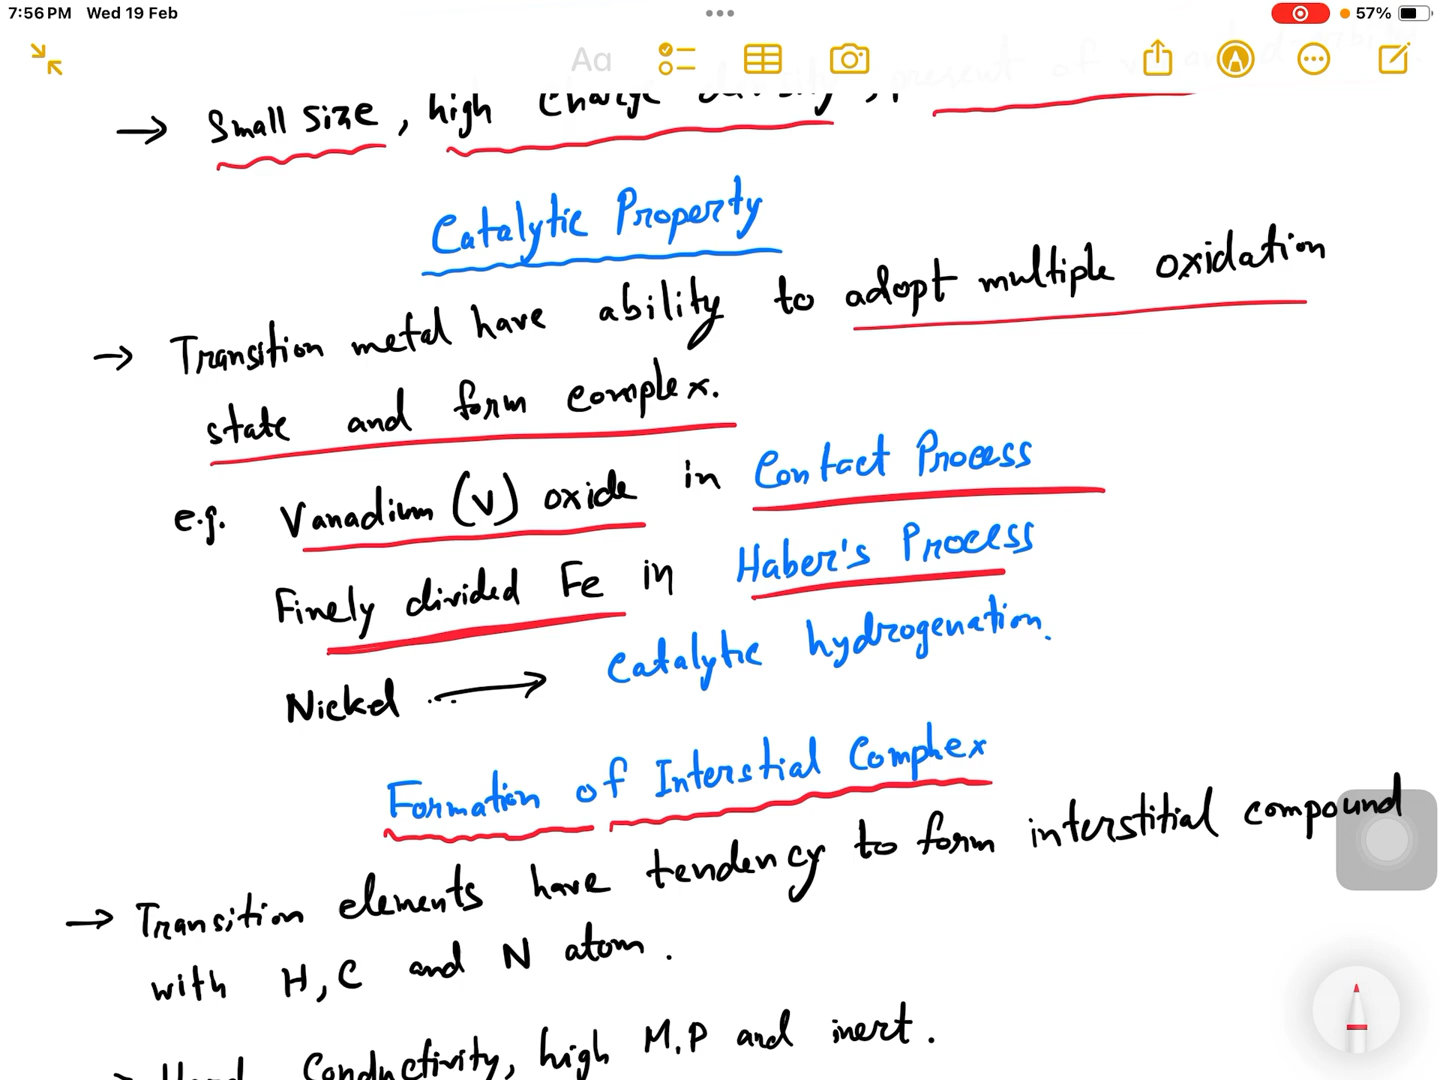 7:56 PM Wed 19 Feb
57%
Aa
→ Small size, high charge density,
Catalytic Property
→ Transition metal have ability to adopt multiple oxidation
state and form complex.
e.g. Vanadium (V) oxide in Contact Process
Finely divided Fe in Haber's Process
Nickel → Catalytic hydrogenation.
Formation of Interstial Complex
→ Transition elements have tendency to form interstitial compound
with H, C and N atom.
→ Hard, Conductivity, high M.P and inert.